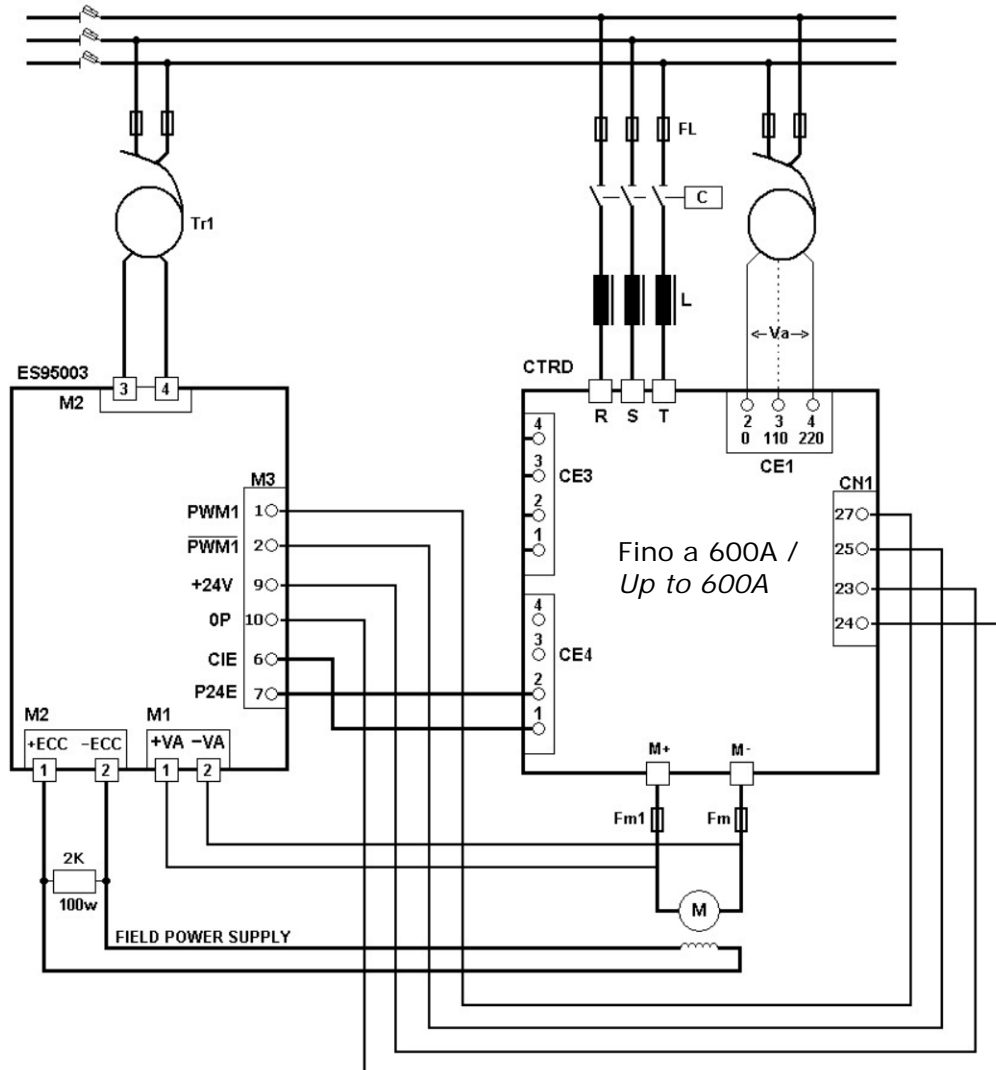 FL
C
Tr1
L
Va
ES95003
3 4
M2
CTRD
R S T
2 3 4
0 110 220
CE1
M3
PWM1 1
PWM1 2
+24V 9
0P 10
CIE 6
P24E 7
4
3
2
1
CE3
4
3
2
1
CE4
Fino a 600A /
Up to 600A
CN1
27
25
23
24
M2
+ECC -ECC
1 2
M1
+VA -VA
1 2
M+ M-
Fm1 Fm
2K
100w
M
FIELD POWER SUPPLY